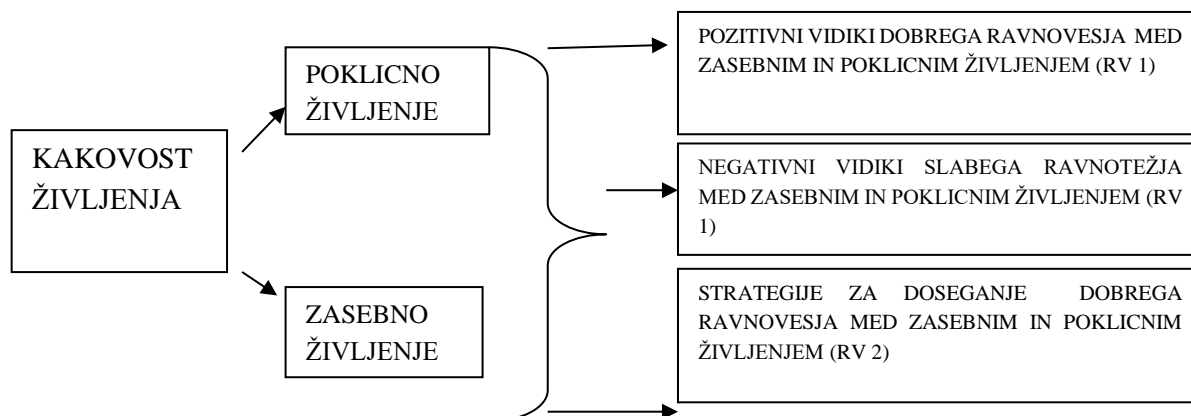 KAKOVOST
ŽIVLJENJA
POKLICNO
ŽIVLJENJE
ZASEBNO
ŽIVLJENJE
POZITIVNI VIDIKI DOBREGA RAVNOVESJA MED
ZASEBNIM IN POKLICNIM ŽIVLJENJEM (RV 1)
NEGATIVNI VIDIKI SLABEGA RAVNOTEŽJA
MED ZASEBNIM IN POKLICNIM ŽIVLJENJEM (RV
1)
STRATEGIJE ZA DOSEGANJE DOBREGA
RAVNOVESJA MED ZASEBNIM IN POKLICNIM
ŽIVLJENJEM (RV 2)